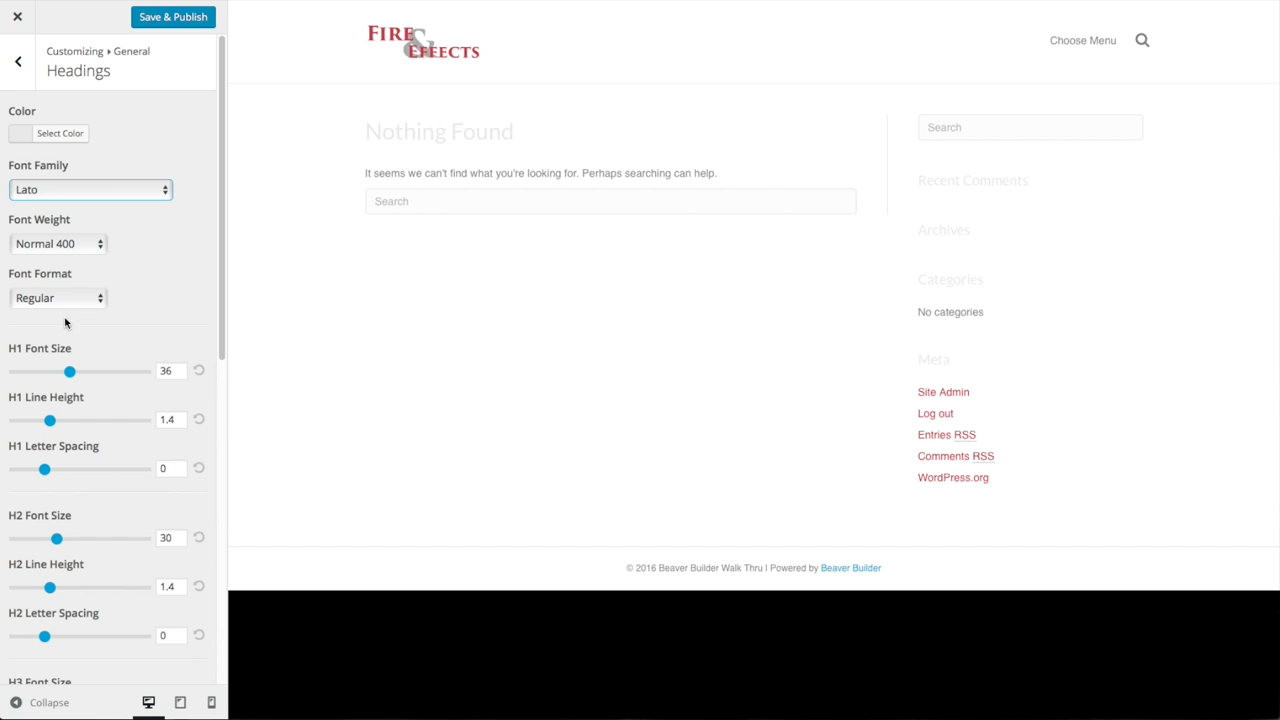 Save & Publish
Customizing ▸ General
Headings
Color
Select Color
Font Family
Lato
Font Weight
Normal 400
Font Format
Regular
H1 Font Size
36
H1 Line Height
1.4
H1 Letter Spacing
0
H2 Font Size
30
H2 Line Height
1.4
H2 Letter Spacing
0
H3 Font Size
Collapse
FIRE
&
EFFECTS
Choose Menu
Nothing Found
It seems we can't find what you're looking for. Perhaps searching can help.
Search
Search
Recent Comments
Archives
Categories
No categories
Meta
Site Admin
Log out
Entries RSS
Comments RSS
WordPress.org
© 2016 Beaver Builder Walk Thru | Powered by Beaver Builder